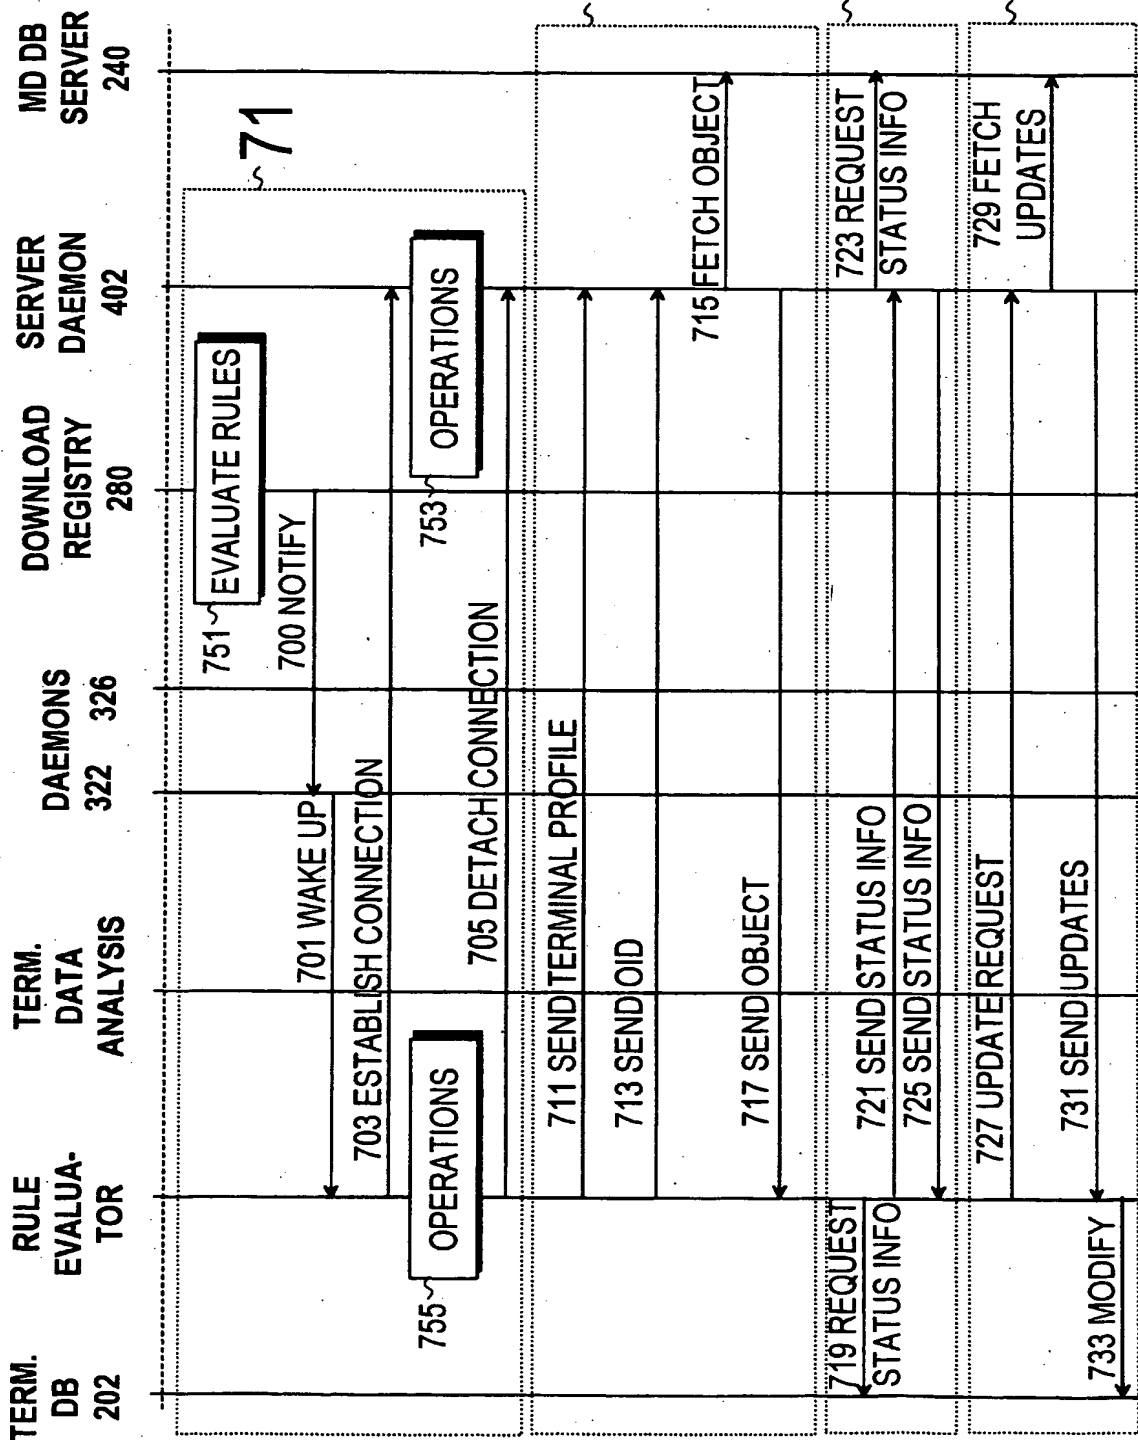 TERM.
DB
202
RULE
EVALUA-
TOR
TERM.
DATA
ANALYSIS
DAEMONS
322 326
DOWNLOAD
REGISTRY
280
SERVER
DAEMON
402
MD DB
SERVER
240
71
751
EVALUATE RULES
700 NOTIFY
701 WAKE UP
703 ESTABLISH CONNECTION
755
OPERATIONS
753
OPERATIONS
705 DETACH CONNECTION
711 SEND TERMINAL PROFILE
713 SEND OID
715 FETCH OBJECT
717 SEND OBJECT
719 REQUEST
STATUS INFO
721 SEND STATUS INFO
723 REQUEST
STATUS INFO
725 SEND STATUS INFO
727 UPDATE REQUEST
729 FETCH
UPDATES
731 SEND UPDATES
733 MODIFY